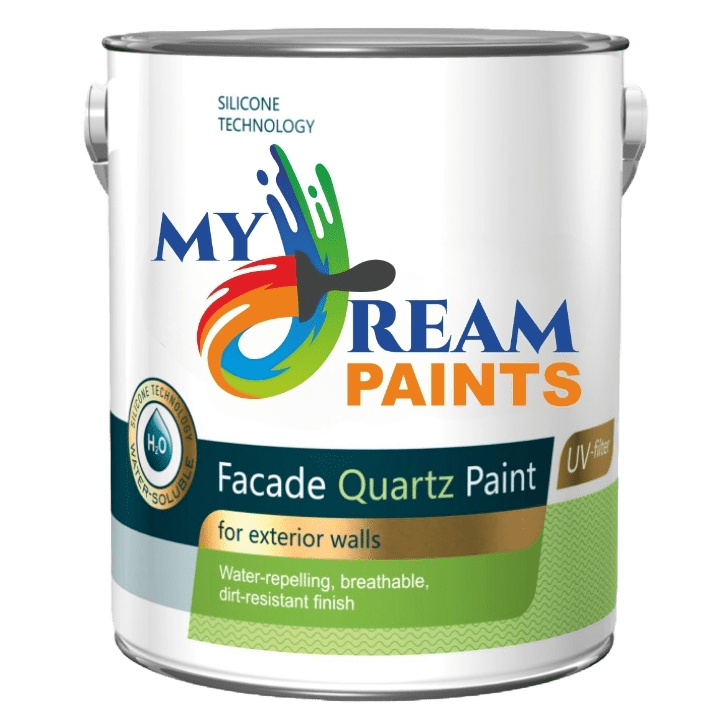 SILICONE
TECHNOLOGY
MY DREAM
PAINTS
SILICONE TECHNOLOGY
H₂O
WATER-SOLUBLE
UV-filter
Facade Quartz Paint
for exterior walls
Water-repelling, breathable,
dirt-resistant finish